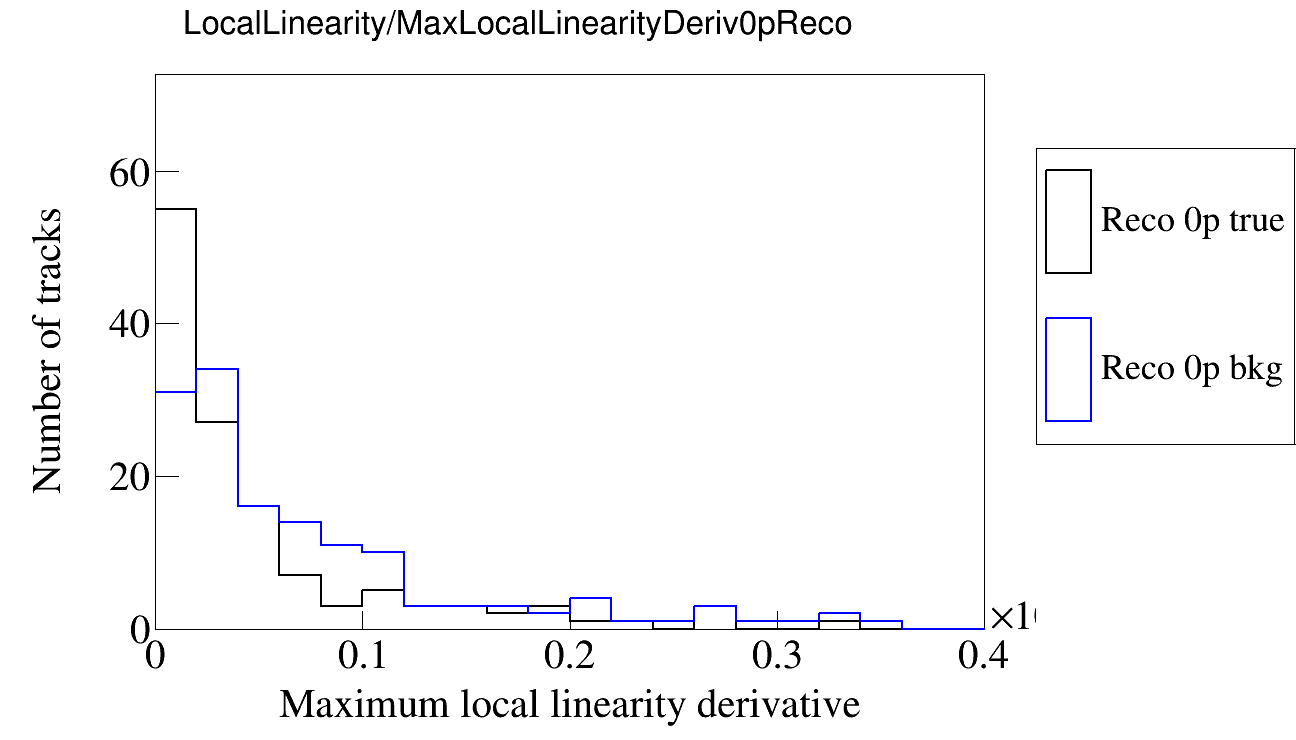 LocalLinearity/MaxLocalLinearityDeriv0pReco
Number of tracks
60
40
20
0
0 0.1 0.2 0.3 0.4
Maximum local linearity derivative
Reco 0p true
Reco 0p bkg